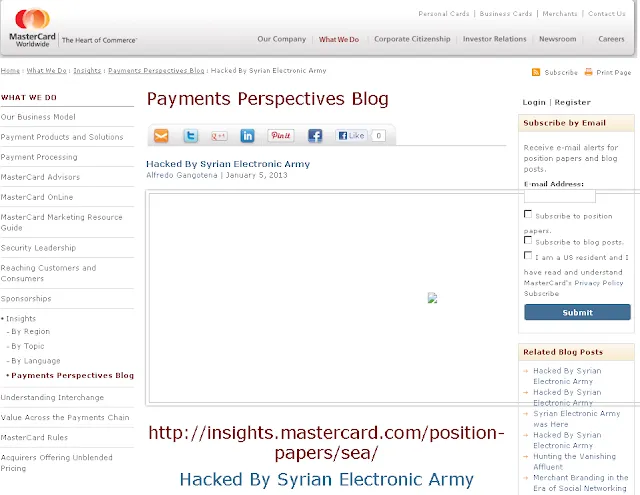 Personal Cards | Business Cards | Merchants | Contact Us
MasterCard
Worldwide
The Heart of Commerce™
Our Company | What We Do | Corporate Citizenship | Investor Relations | Newsroom | Careers
Home : What We Do : Insights : Payments Perspectives Blog : Hacked By Syrian Electronic Army
Subscribe Print Page
WHAT WE DO
Our Business Model
Payment Products and Solutions
Payment Processing
MasterCard Advisors
MasterCard OnLine
MasterCard Marketing Resource
Guide
Security Leadership
Reaching Customers and
Consumers
Sponsorships
• Insights
- By Region
- By Topic
- By Language
• Payments Perspectives Blog
Understanding Interchange
Value Across the Payments Chain
MasterCard Rules
Acquirers Offering Unblended
Pricing
Payments Perspectives Blog
g+1 in Pin it f Like 0
Hacked By Syrian Electronic Army
Alfredo Gangotena | January 5, 2013
http://insights.mastercard.com/position-
papers/sea/
Hacked By Syrian Electronic Army
Login | Register
Subscribe by Email
Receive e-mail alerts for
position papers and blog
posts.
E-mail Address:
Subscribe to position
papers.
Subscribe to blog posts.
I am a US resident and I
have read and understand
MasterCard's Privacy Policy
Subscribe
Submit
Related Blog Posts
→ Hacked By Syrian
Electronic Army
→ Hacked By Syrian
Electronic Army
→ Syrian Electronic Army
was Here
→ Hacked By Syrian
Electronic Army
→ Hunting the Vanishing
Affluent
→ Merchant Branding in the
Era of Social Networking